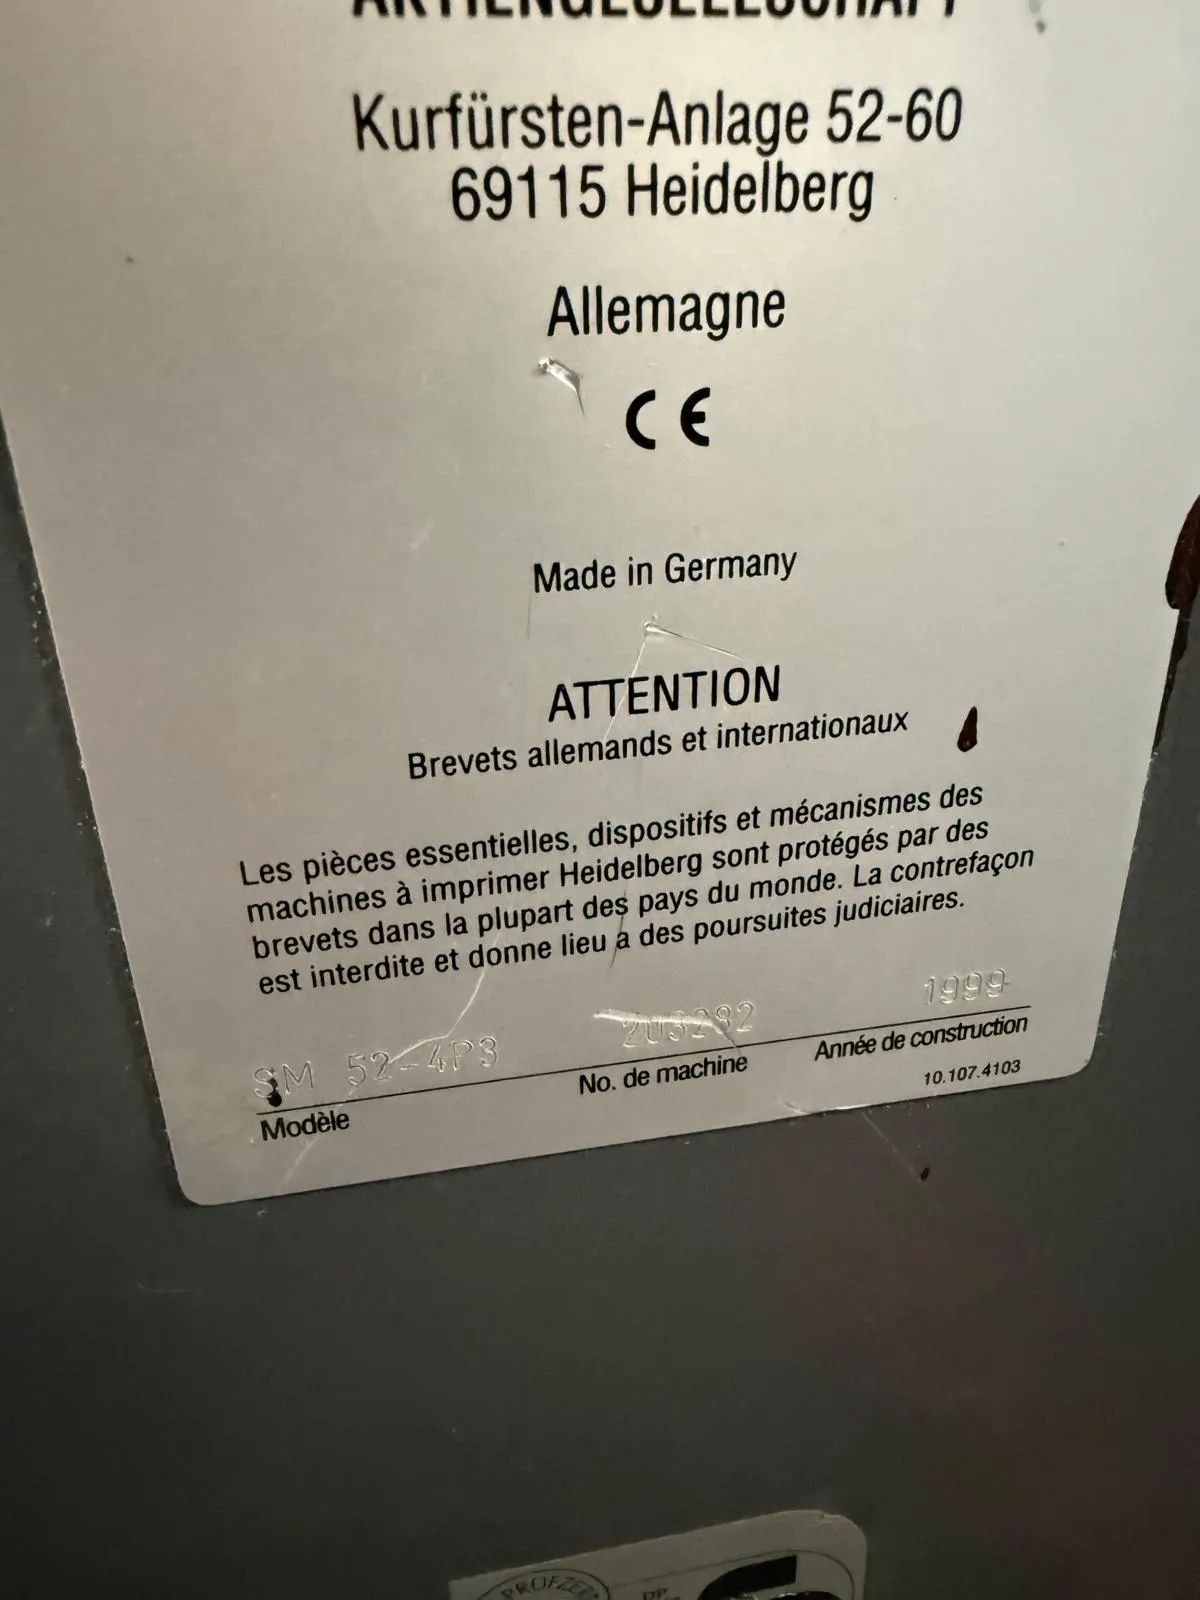 AKTIENGESELLSCHAFT
Kurfürsten-Anlage 52-60
69115 Heidelberg
Allemagne
CE
Made in Germany
ATTENTION
Brevets allemands et internationaux
Les pièces essentielles, dispositifs et mécanismes des
machines à imprimer Heidelberg sont protégés par des
brevets dans la plupart des pays du monde. La contrefaçon
est interdite et donne lieu à des poursuites judiciaires.
SM 52-4P3 203282 1999
Modèle No. de machine Année de construction
10.107.4103